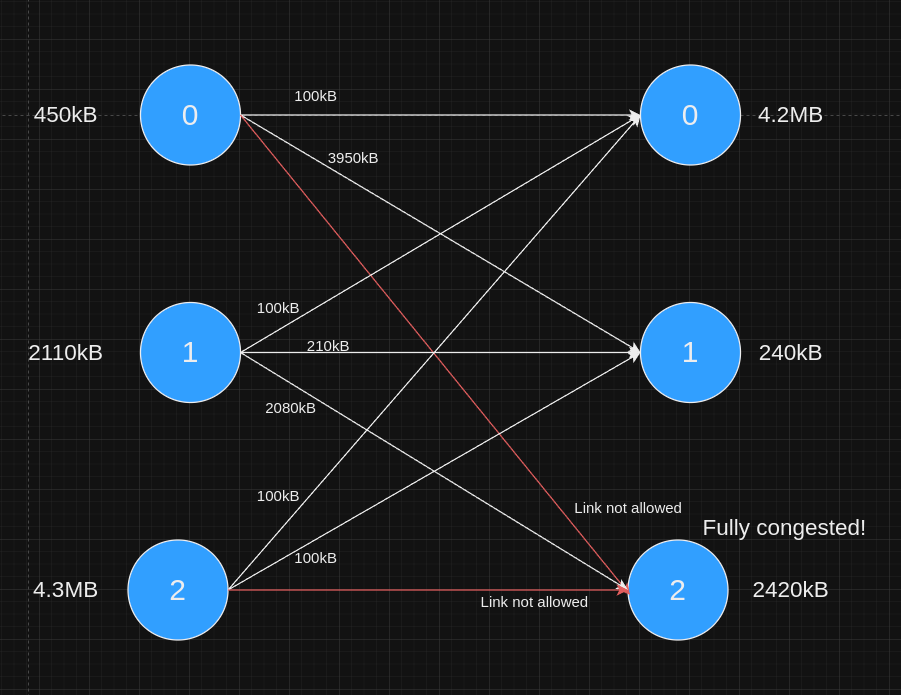 100kB
450kB
0
0
4.2MB
3950kB
100kB
210kB
2110kB
1
1
240kB
2080kB
100kB
Link not allowed
Fully congested!
100kB
4.3MB
2
2
2420kB
Link not allowed